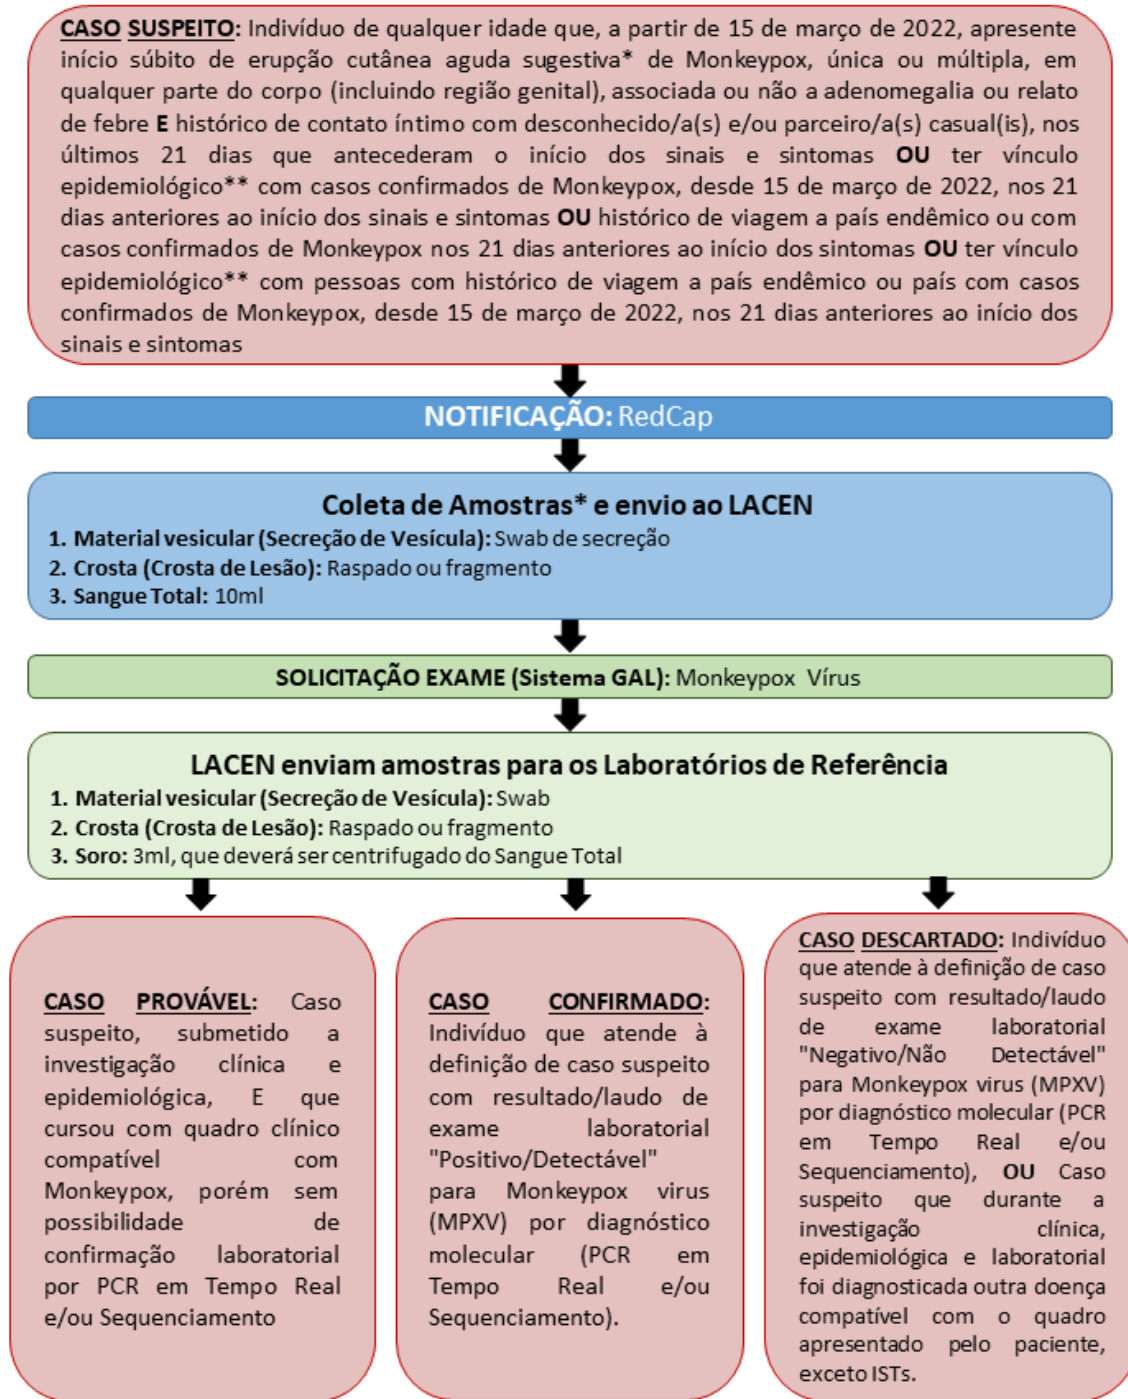 CASO SUSPEITO: Indivíduo de qualquer idade que, a partir de 15 de março de 2022, apresente
início súbito de erupção cutânea aguda sugestiva* de Monkeypox, única ou múltipla, em
qualquer parte do corpo (incluindo região genital), associada ou não a adenomegalia ou relato
de febre E histórico de contato íntimo com desconhecido/a(s) e/ou parceiro/a(s) casual(is), nos
últimos 21 dias que antecederam o início dos sinais e sintomas OU ter vínculo
epidemiológico** com casos confirmados de Monkeypox, desde 15 de março de 2022, nos 21
dias anteriores ao início dos sinais e sintomas OU histórico de viagem a país endêmico ou com
casos confirmados de Monkeypox nos 21 dias anteriores ao início dos sintomas OU ter vínculo
epidemiológico** com pessoas com histórico de viagem a país endêmico ou país com casos
confirmados de Monkeypox, desde 15 de março de 2022, nos 21 dias anteriores ao início dos
sinais e sintomas
NOTIFICAÇÃO: RedCap
Coleta de Amostras* e envio ao LACEN
1. Material vesicular (Secreção de Vesícula): Swab de secreção
2. Crosta (Crosta de Lesão): Raspado ou fragmento
3. Sangue Total: 10ml
SOLICITAÇÃO EXAME (Sistema GAL): Monkeypox Vírus
LACEN enviam amostras para os Laboratórios de Referência
1. Material vesicular (Secreção de Vesícula): Swab
2. Crosta (Crosta de Lesão): Raspado ou fragmento
3. Soro: 3ml, que deverá ser centrifugado do Sangue Total
CASO PROVÁVEL: Caso
suspeito, submetido a
investigação clínica e
epidemiológica, E que
cursou com quadro clínico
compatível com
Monkeypox, porém sem
possibilidade de
confirmação laboratorial
por PCR em Tempo Real
e/ou Sequenciamento
CASO CONFIRMADO:
Indivíduo que atende à
definição de caso suspeito
com resultado/laudo de
exame laboratorial
"Positivo/Detectável"
para Monkeypox virus
(MPXV) por diagnóstico
molecular (PCR em
Tempo Real e/ou
Sequenciamento).
CASO DESCARTADO: Indivíduo
que atende à definição de caso
suspeito com resultado/laudo
de exame laboratorial
"Negativo/Não Detectável"
para Monkeypox virus (MPXV)
por diagnóstico molecular (PCR
em Tempo Real e/ou
Sequenciamento), OU Caso
suspeito que durante a
investigação clínica,
epidemiológica e laboratorial
foi diagnosticada outra doença
compatível com o quadro
apresentado pelo paciente,
exceto ISTs.